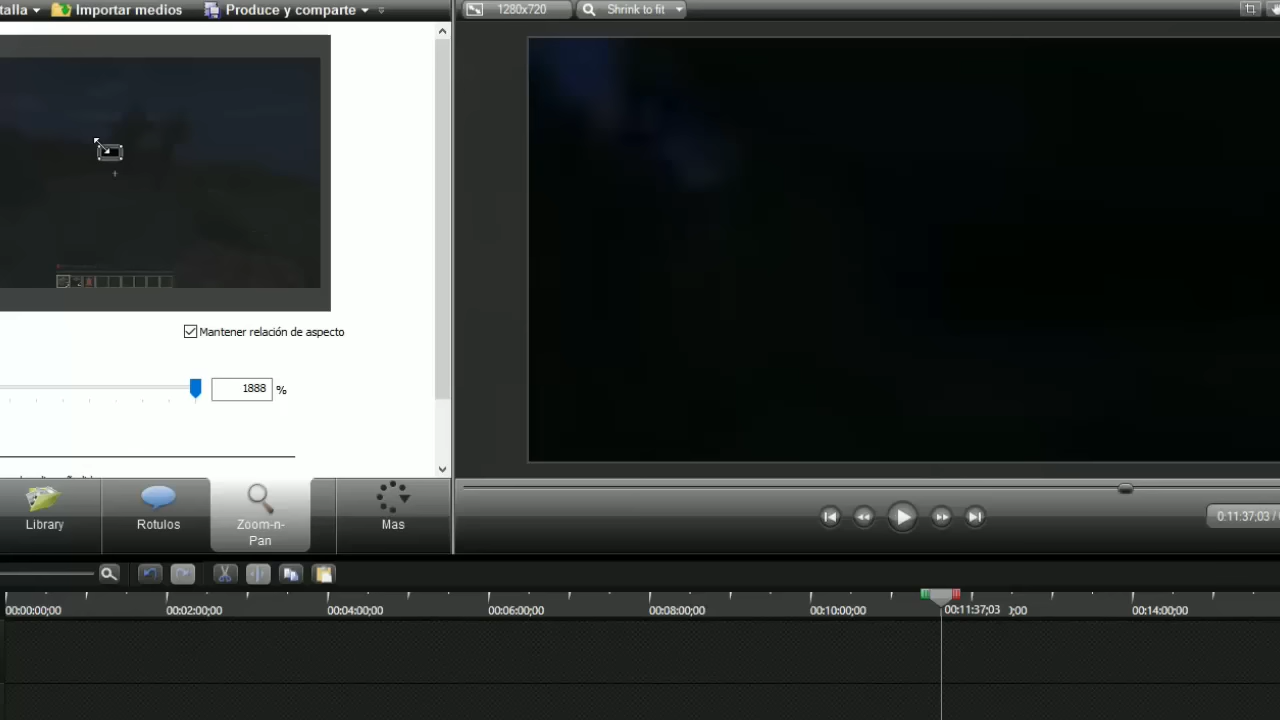 talla
Importar medios
Produce y comparte
1280x720
Shrink to fit
Mantener relación de aspecto
1888 %
Library
Rotulos
Zoom-n-
Pan
Mas
0:11:37;03 /
00:00:00;00
00:02:00;00
00:04:00;00
00:06:00;00
00:08:00;00
00:10:00;00
00:11:37;03
;00
00:14:00;00